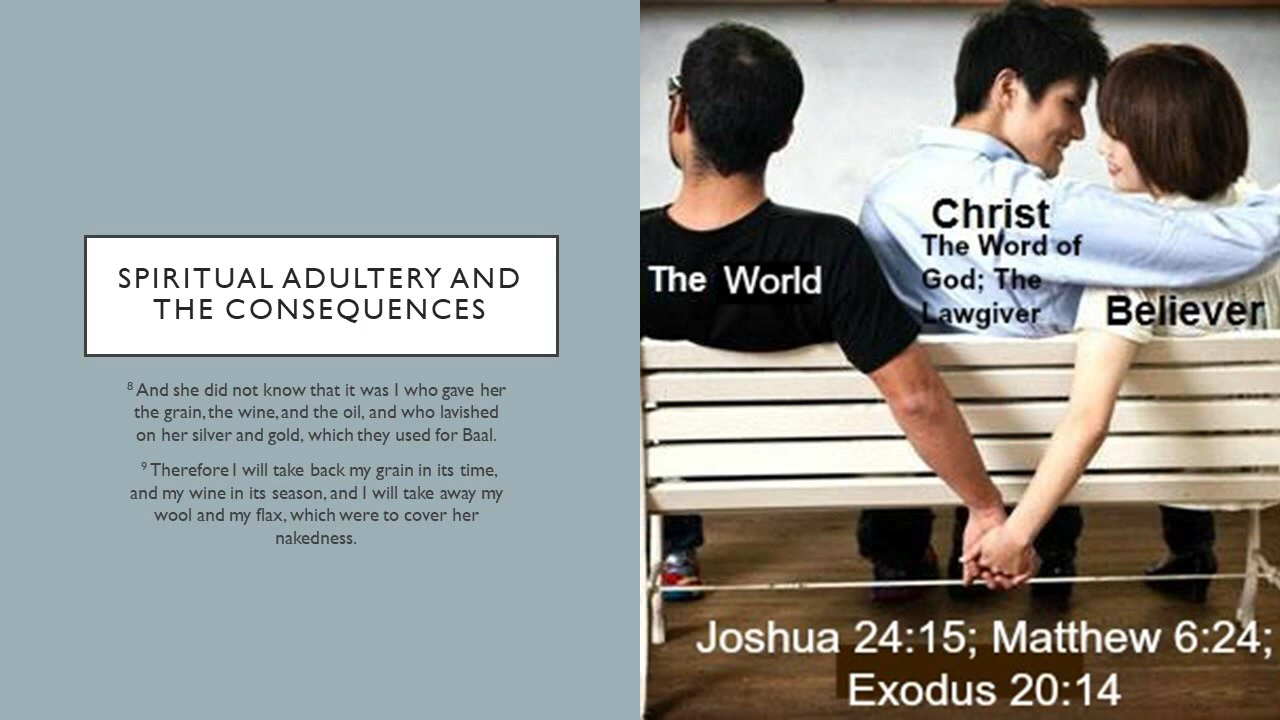 SPIRITUAL ADULTERY AND
THE CONSEQUENCES
8 And she did not know that it was I who gave her
the grain, the wine, and the oil, and who lavished
on her silver and gold, which they used for Baal.
9 Therefore I will take back my grain in its time,
and my wine in its season, and I will take away my
wool and my flax, which were to cover her
nakedness.
The World
Christ
The Word of
God; The
Lawgiver
Believer
Joshua 24:15; Matthew 6:24;
Exodus 20:14